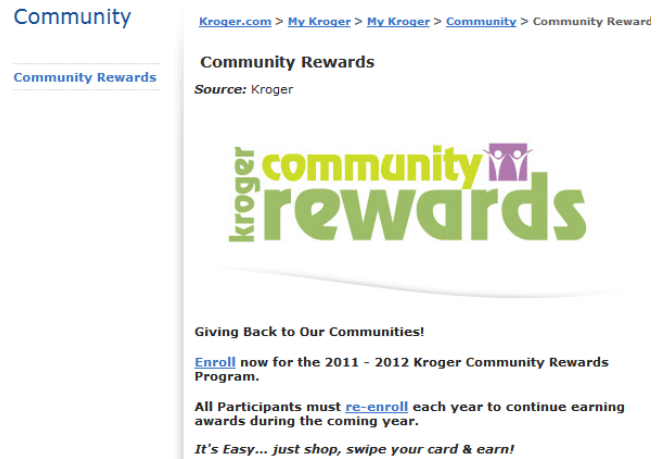 Community
Community Rewards
Kroger.com > My Kroger > My Kroger > Community > Community Reward
Community Rewards
Source: Kroger
kroger
community
rewards
Giving Back to Our Communities!
Enroll now for the 2011 - 2012 Kroger Community Rewards
Program.
All Participants must re-enroll each year to continue earning
awards during the coming year.
It's Easy... just shop, swipe your card & earn!